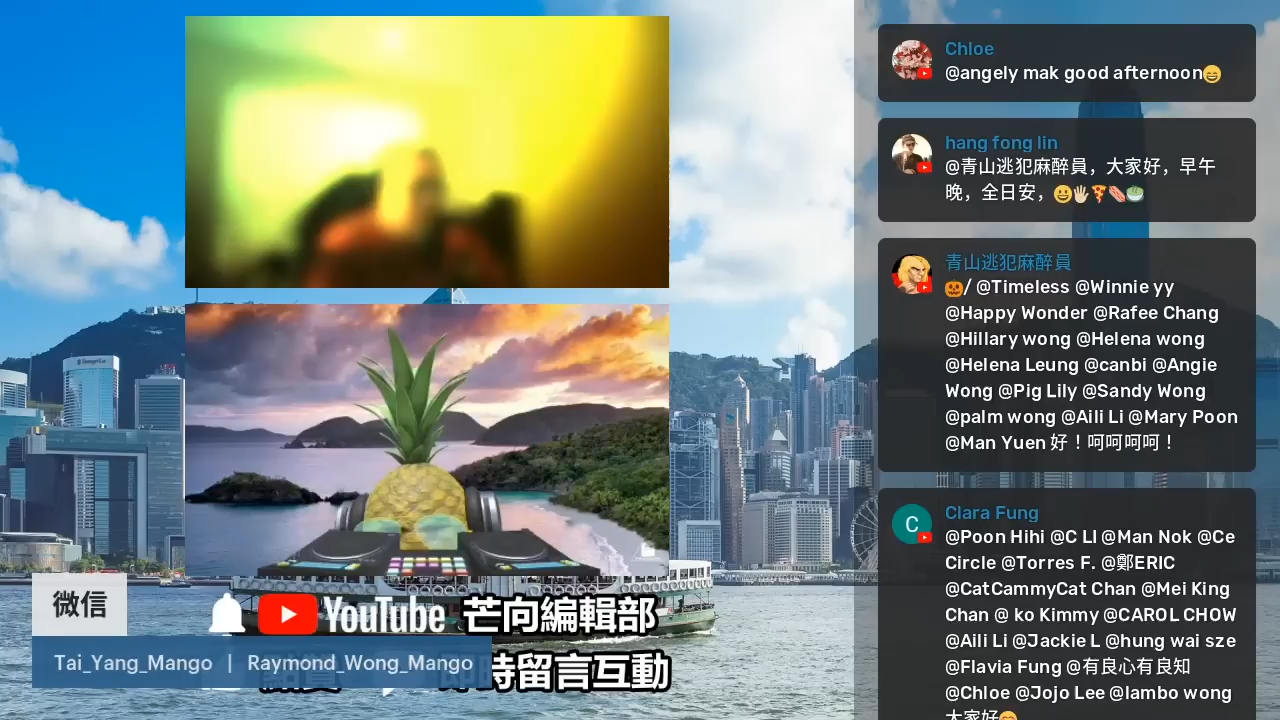 Chloe
@angely mak good afternoon😄
hang fong lin
@青山逃犯麻醉員，大家好，早午
晚，全日安，😀🖐🍕🌭🥗
青山逃犯麻醉員
🎃/ @Timeless @Winnie yy
@Happy Wonder @Rafee Chang
@Hillary wong @Helena wong
@Helena Leung @canbi @Angie
Wong @Pig Lily @Sandy Wong
@palm wong @Aili Li @Mary Poon
@Man Yuen 好！呵呵呵呵！
C
Clara Fung
@Poon Hihi @C LI @Man Nok @Ce
Circle @Torres F. @鄭ERIC
@CatCammyCat Chan @Mei King
Chan @ ko kimmy @CAROL CHOW
@Aili Li @Jackie L @hung wai sze
@Flavia Fung @有良心有良知
@Chloe @Jojo Lee @lambo wong
大家好😊
微信
Tai_Yang_Mango | Raymond_Wong_Mango
YouTube 芒向編輯部
即時留言互動